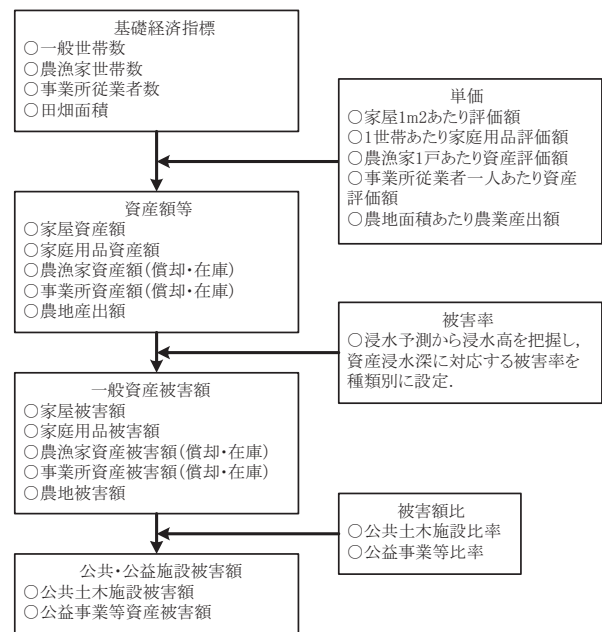 基礎経済指標
○一般世帯数
○農漁家世帯数
○事業所従業者数
○田畑面積
単価
○家屋1m2あたり評価額
○1世帯あたり家庭用品評価額
○農漁家1戸あたり資産評価額
○事業所従業者一人あたり資産
評価額
○農地面積あたり農業産出額
資産額等
○家屋資産額
○家庭用品資産額
○農漁家資産額(償却・在庫)
○事業所資産額(償却・在庫)
○農地産出額
被害率
○浸水予測から浸水高を把握し,
資産浸水深に対応する被害率を
種類別に設定.
一般資産被害額
○家屋被害額
○家庭用品被害額
○農漁家資産被害額(償却・在庫)
○事業所資産被害額(償却・在庫)
○農地被害額
被害額比
○公共土木施設比率
○公益事業等比率
公共・公益施設被害額
○公共土木施設被害額
○公益事業等資産被害額